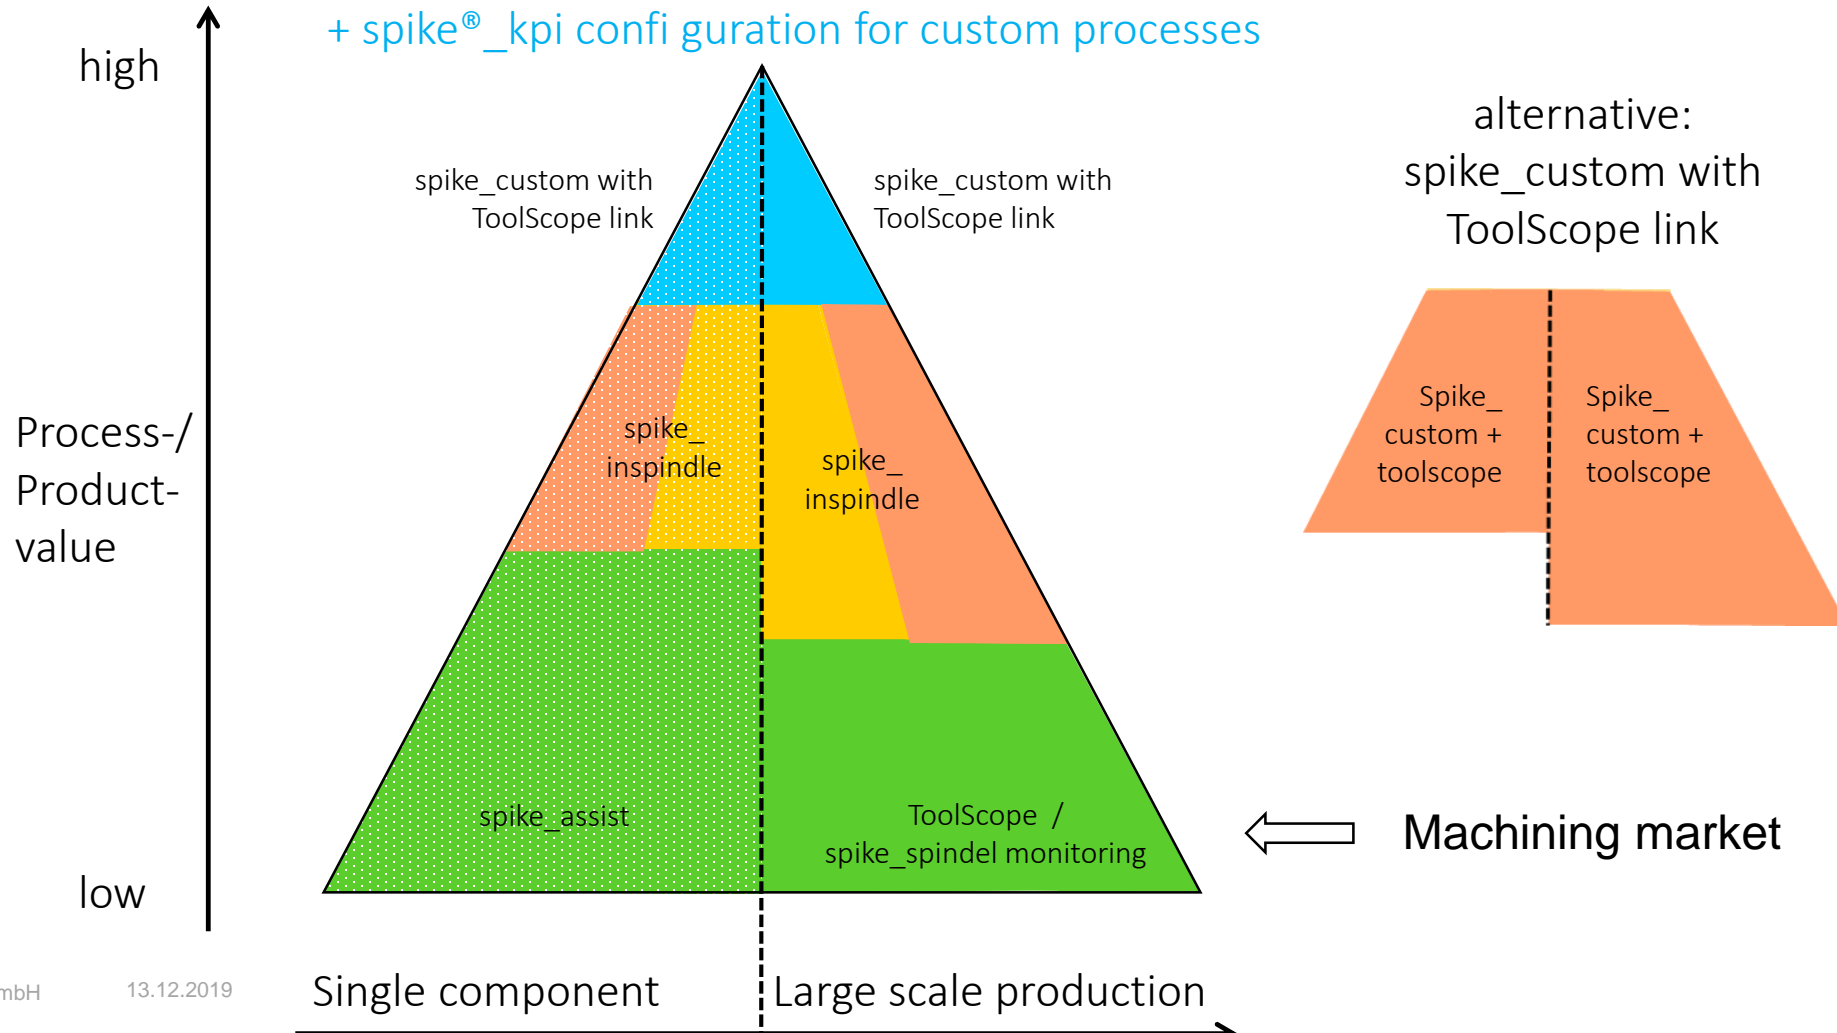 + spike®_kpi confi guration for custom processes
high
alternative:
spike_custom with
ToolScope link
spike_custom with
ToolScope link
spike_custom with
ToolScope link
Process-/
Product-
value
spike_
inspindle
spike_
inspindle
Spike_
custom +
toolscope
Spike_
custom +
toolscope
spike_assist
ToolScope /
spike_spindel monitoring
Machining market
low
mbH
13.12.2019
Single component
Large scale production